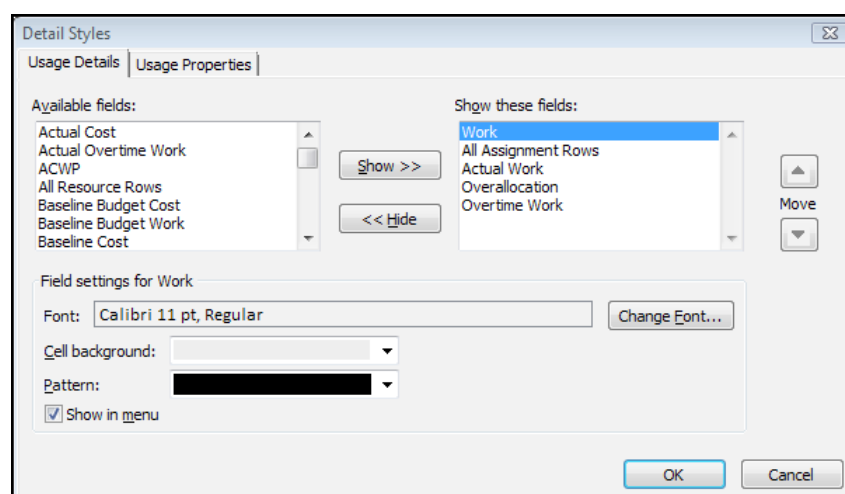 Detail Styles
Usage Details
Usage Properties
Available fields:
Actual Cost
Actual Overtime Work
ACWP
All Resource Rows
Baseline Budget Cost
Baseline Budget Work
Baseline Cost
Show >>
<< Hide
Show these fields:
Work
All Assignment Rows
Actual Work
Overallocation
Overtime Work
Move
Field settings for Work
Font:
Calibri 11 pt, Regular
Change Font...
Cell background:
Pattern:
Show in menu
OK
Cancel